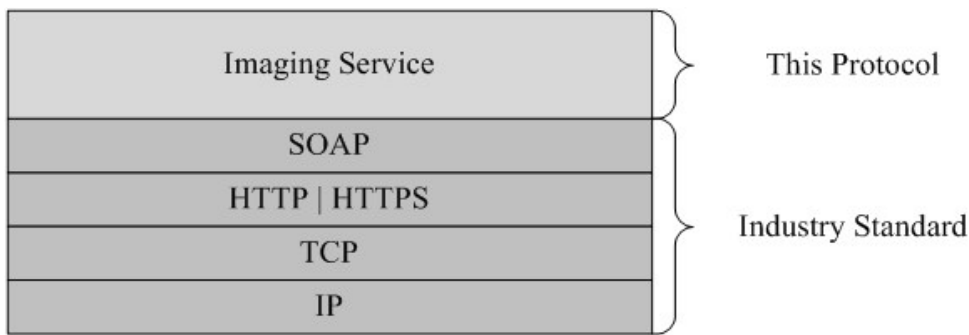 Imaging Service
This Protocol
SOAP
HTTP | HTTPS
Industry Standard
TCP
IP